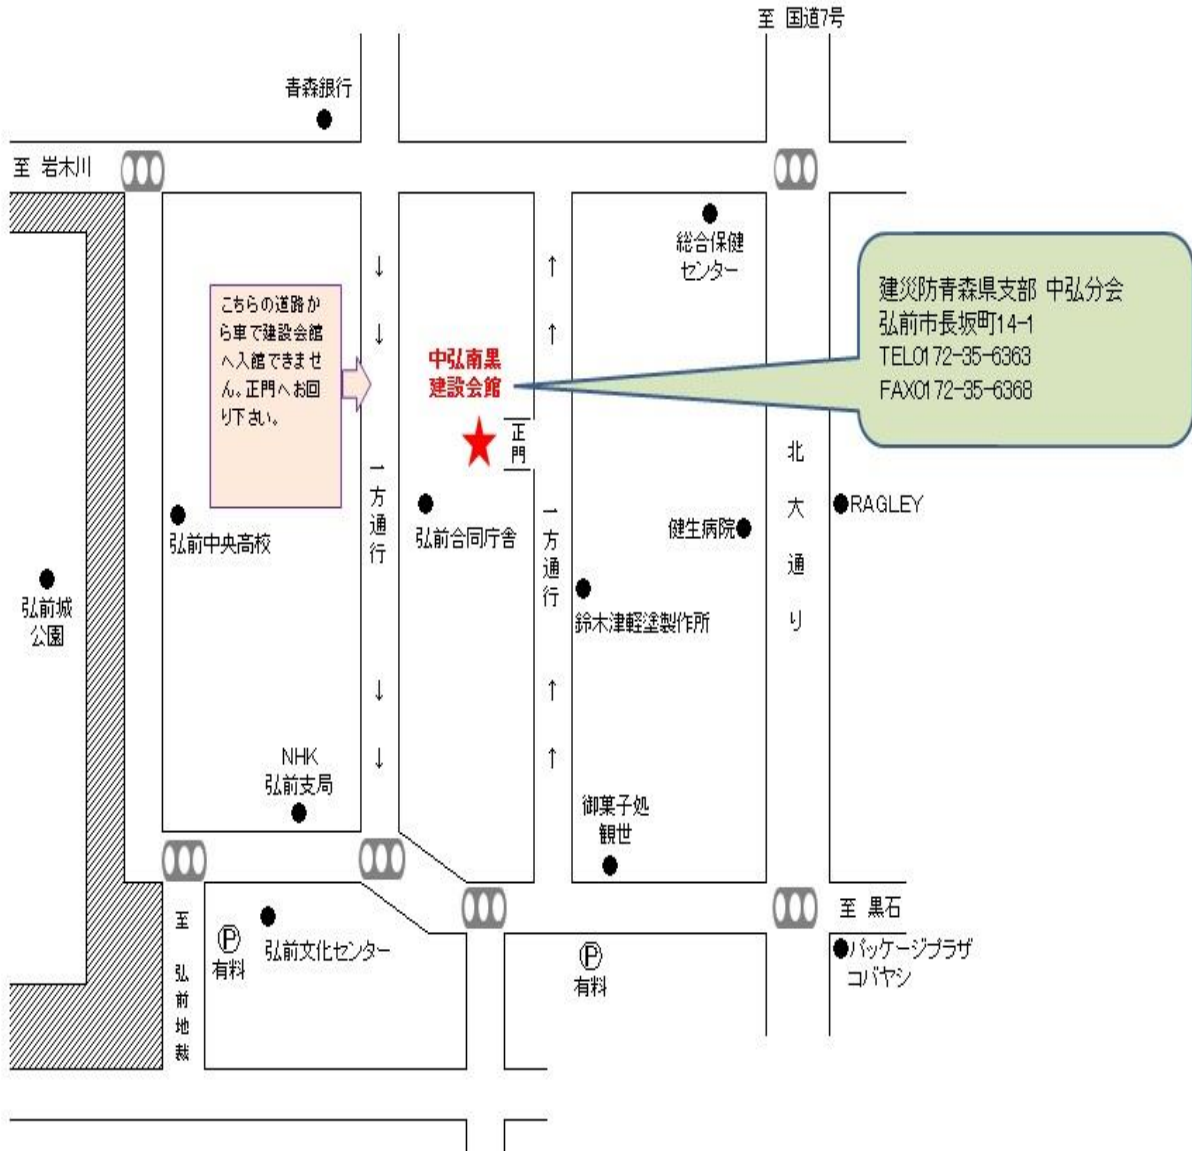 至 国道7号
青森銀行
至 岩木川
総合保健
センター
こちらの道路か
ら車で建設会館
へ入館できませ
ん。正門へお回
り下さい。
中弘南黒
建設会館
正門
建災防青森県支部 中弘分会
弘前市長坂町14-1
TEL0172-35-6363
FAX0172-35-6368
↓
↓
↑
↑
一方通行
一方通行
北大通り
弘前中央高校
弘前合同庁舎
健生病院
RAGLEY
弘前城
公園
鈴木津軽塗製作所
↓
↓
↑
↑
NHK
弘前支局
御菓子処
観世
至 黒石
至 弘前地裁
P
有料
弘前文化センター
P
有料
パッケージプラザ
コバヤシ